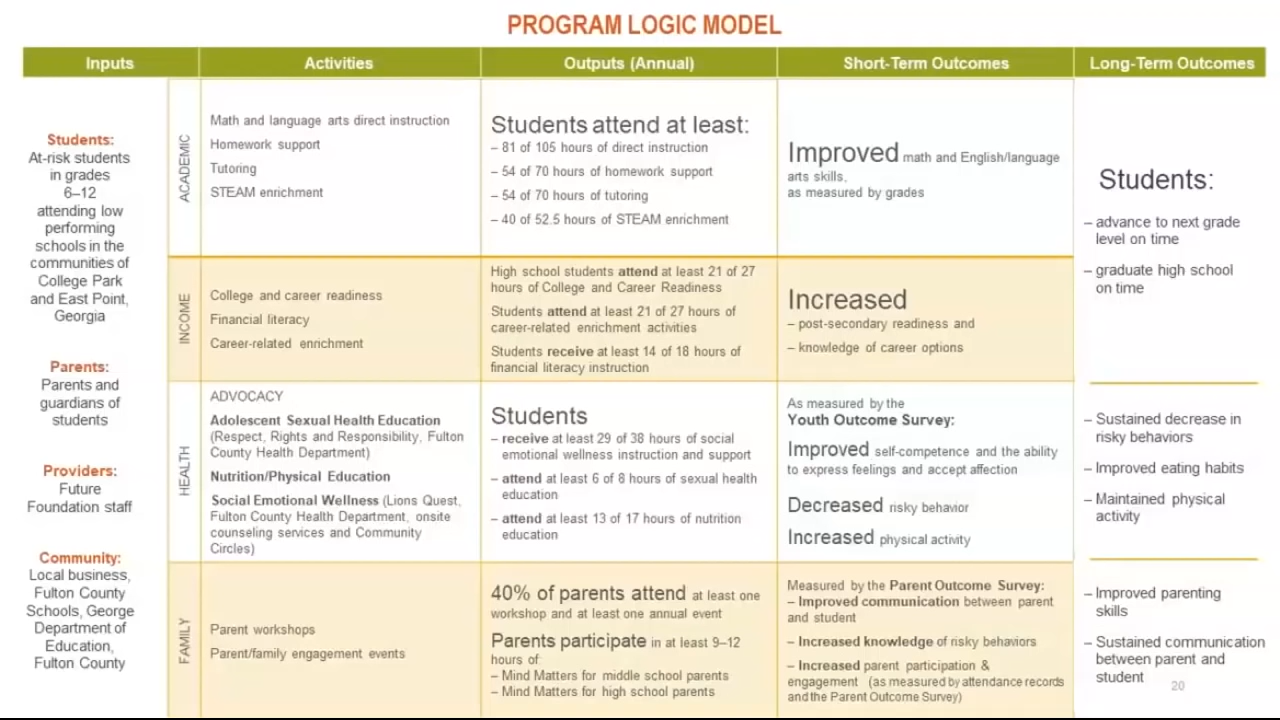 PROGRAM LOGIC MODEL
Inputs
Activities
Outputs (Annual)
Short-Term Outcomes
Long-Term Outcomes
Students:
At-risk students
in grades
6–12
attending low
performing
schools in the
communities of
College Park
and East Point,
Georgia
Parents:
Parents and
guardians of
students
Providers:
Future
Foundation staff
Community:
Local business,
Fulton County
Schools, George
Department of
Education,
Fulton County
ACADEMIC
Math and language arts direct instruction
Homework support
Tutoring
STEAM enrichment
Students attend at least:
– 81 of 105 hours of direct instruction
– 54 of 70 hours of homework support
– 54 of 70 hours of tutoring
– 40 of 52.5 hours of STEAM enrichment
Improved math and English/language
arts skills,
as measured by grades
INCOME
College and career readiness
Financial literacy
Career-related enrichment
High school students attend at least 21 of 27
hours of College and Career Readiness
Students attend at least 21 of 27 hours of
career-related enrichment activities
Students receive at least 14 of 18 hours of
financial literacy instruction
Increased
– post-secondary readiness and
– knowledge of career options
Students:
– advance to next grade
level on time
– graduate high school
on time
HEALTH
ADVOCACY
Adolescent Sexual Health Education
(Respect, Rights and Responsibility, Fulton
County Health Department)
Nutrition/Physical Education
Social Emotional Wellness (Lions Quest,
Fulton County Health Department, onsite
counseling services and Community
Circles)
Students
– receive at least 29 of 38 hours of social
emotional wellness instruction and support
– attend at least 6 of 8 hours of sexual health
education
– attend at least 13 of 17 hours of nutrition
education
As measured by the
Youth Outcome Survey:
Improved self-competence and the ability
to express feelings and accept affection
Decreased risky behavior
Increased physical activity
– Sustained decrease in
risky behaviors
– Improved eating habits
– Maintained physical
activity
FAMILY
Parent workshops
Parent/family engagement events
40% of parents attend at least one
workshop and at least one annual event
Parents participate in at least 9–12
hours of:
– Mind Matters for middle school parents
– Mind Matters for high school parents
Measured by the Parent Outcome Survey:
– Improved communication between parent
and student
– Increased knowledge of risky behaviors
– Increased parent participation &
engagement (as measured by attendance records
and the Parent Outcome Survey)
– Improved parenting
skills
– Sustained communication
between parent and
student
20